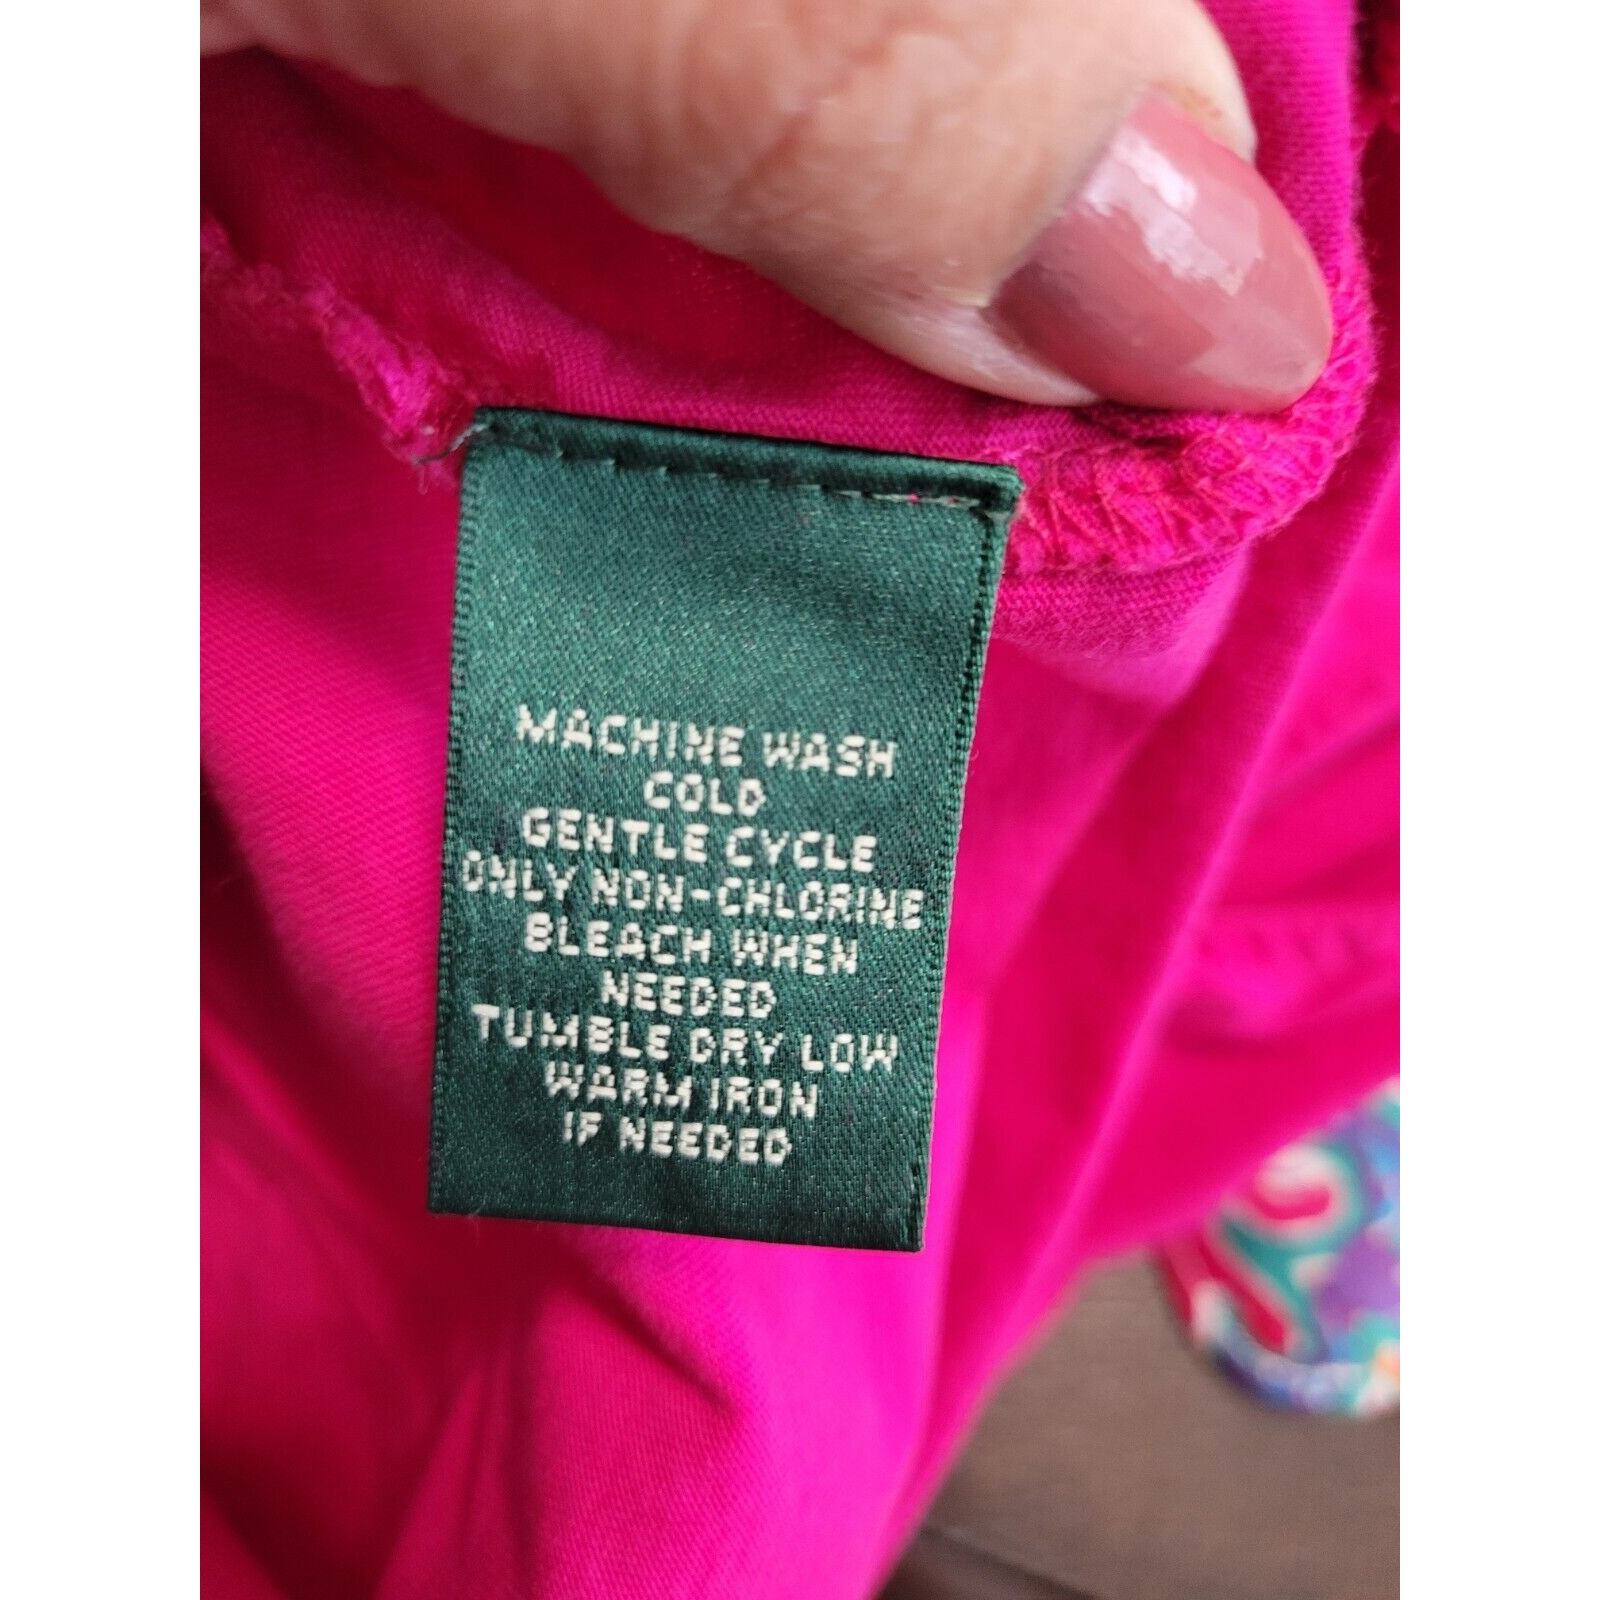 MACHINE WASH
COLD
GENTLE CYCLE
ONLY NON-CHLORINE
BLEACH WHEN
NEEDED
TUMBLE DRY LOW
WARM IRON
IF NEEDED